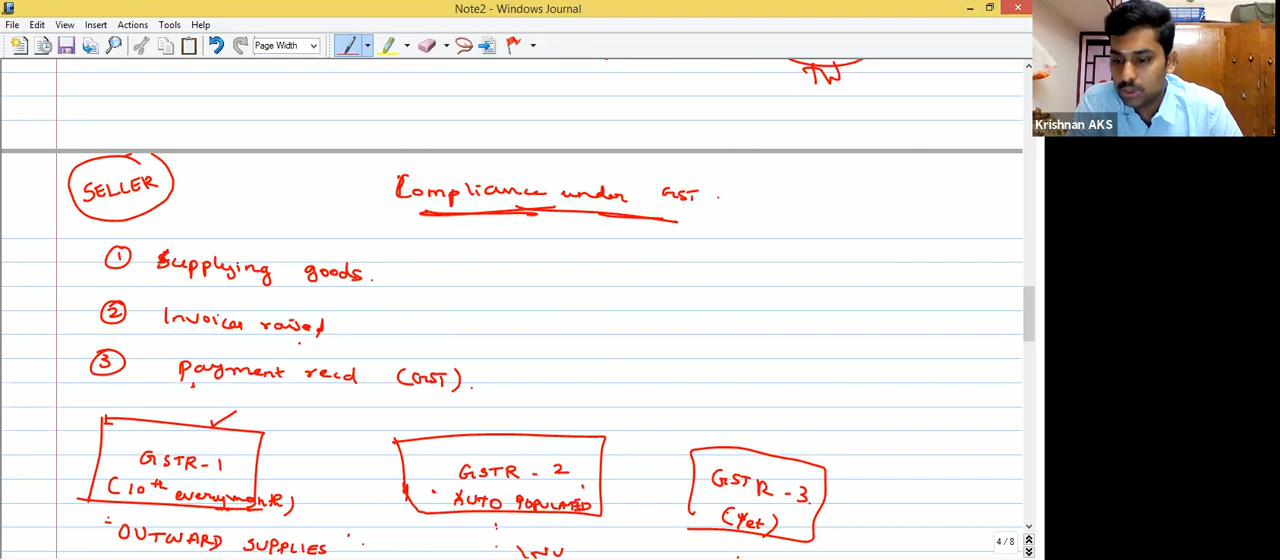 Note2 - Windows Journal
File Edit View Insert Actions Tools Help
Page Width
TW
Krishnan AKS
SELLER
Compliance under GST.
1 Supplying goods.
2 Invoices raised
3 Payment recd (GST).
GSTR-1
(10th every month)
OUTWARD SUPPLIES
GSTR - 2
AUTO POPULATED
INV
GSTR - 3
4 / 8